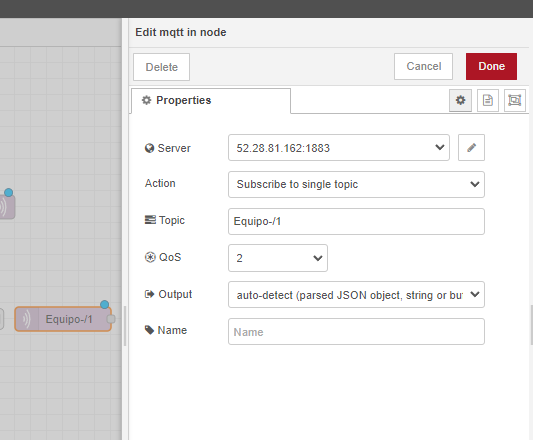 Edit mqtt in node
Delete
Cancel
Done
Properties
Server
52.28.81.162:1883
Action
Subscribe to single topic
Topic
Equipo-/1
QoS
2
Output
auto-detect (parsed JSON object, string or bu
Name
Name
Equipo-/1